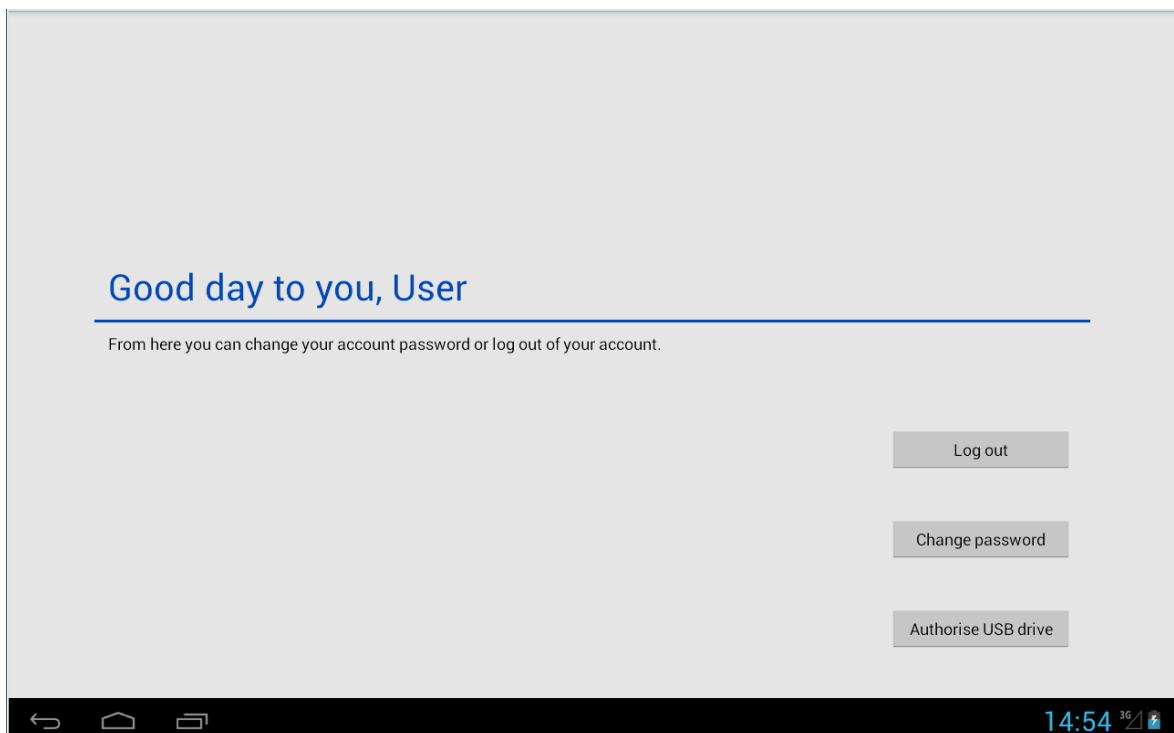 Good day to you, User
From here you can change your account password or log out of your account.
Log out
Change password
Authorise USB drive
14:54 3G